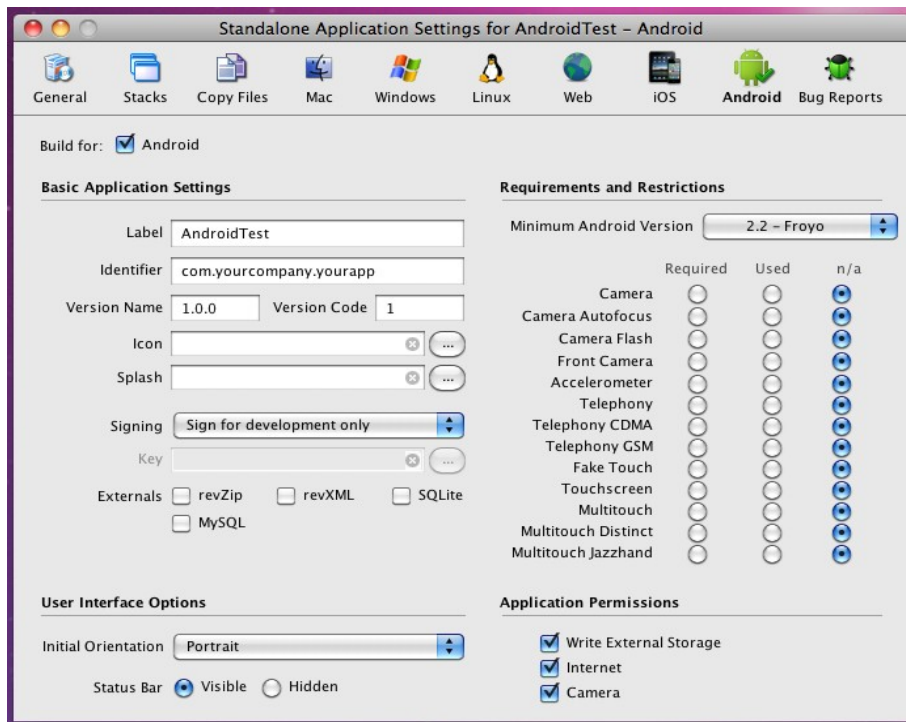 Standalone Application Settings for AndroidTest – Android
General Stacks Copy Files Mac Windows Linux Web iOS Android Bug Reports
Build for: Android
Basic Application Settings
Label AndroidTest
Identifier com.yourcompany.yourapp
Version Name 1.0.0 Version Code 1
Icon ...
Splash ...
Signing Sign for development only
Key ...
Externals revZip revXML SQLite
MySQL
User Interface Options
Initial Orientation Portrait
Status Bar Visible Hidden
Requirements and Restrictions
Minimum Android Version 2.2 – Froyo
Required Used n/a
Camera
Camera Autofocus
Camera Flash
Front Camera
Accelerometer
Telephony
Telephony CDMA
Telephony GSM
Fake Touch
Touchscreen
Multitouch
Multitouch Distinct
Multitouch Jazzhand
Application Permissions
Write External Storage
Internet
Camera